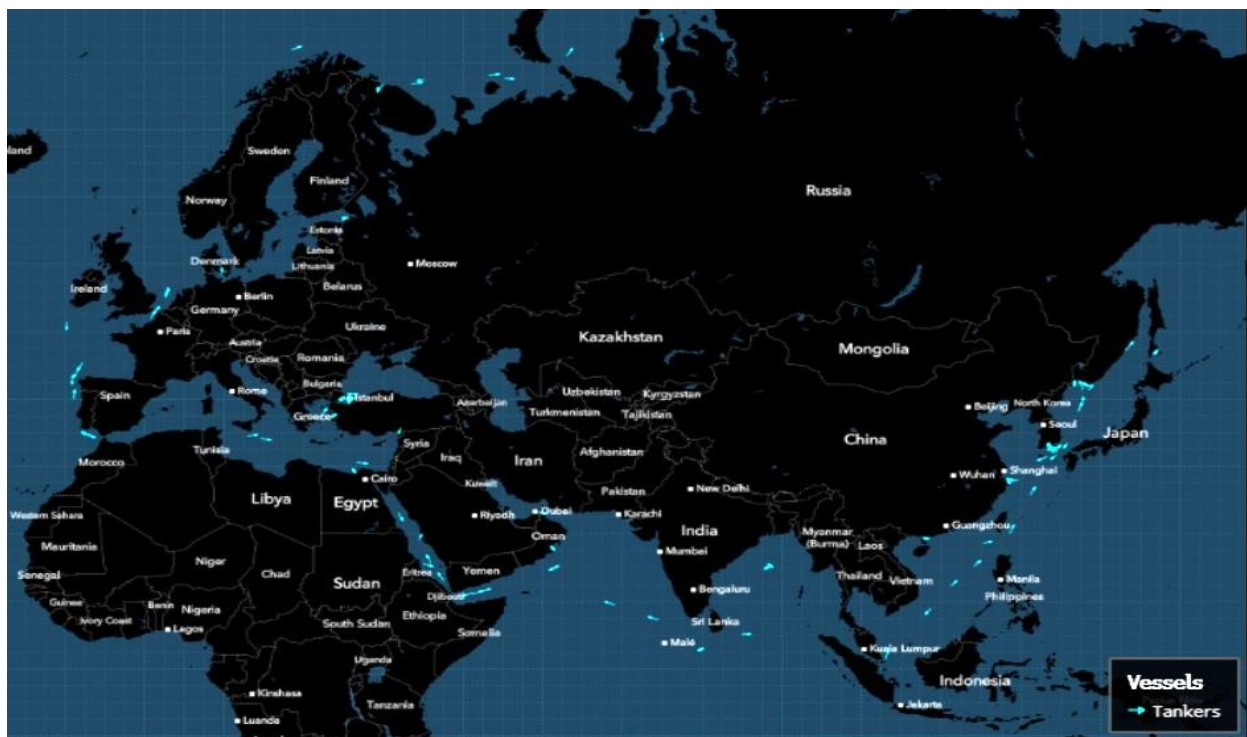 land
Sweden
Finland
Norway
Russia
Estonia
Latvia
Denmark
Lithuania
Moscow
Ireland
Belarus
Berlin
Germany
Ukraine
Paris
Austria
Kazakhstan
Mongolia
Croatia
Romania
Bulgaria
Rome
Spain
Istanbul
Uzbekistan
Kyrgyzstan
Azerbaijan
Turkmenistan
Tajikistan
North Korea
Beijing
Greece
Seoul
Japan
China
Syria
Tunisia
Afghanistan
Iraq
Iran
Morocco
Wuhan
Shanghai
Cairo
Kuwait
Pakistan
New Delhi
Libya
Egypt
Western Sahara
Riyadh
Dubai
Karachi
Guangzhou
India
Oman
Myanmar
(Burma)
Laos
Mauritania
Mumbai
Niger
Chad
Sudan
Eritrea
Yemen
Senegal
Thailand
Vietnam
Manila
Philippines
Bengaluru
Djibouti
Guinea
Benin
Nigeria
Ivory Coast
Ethiopia
South Sudan
Sri Lanka
Lagos
Somalia
Malé
Kuala Lumpur
Uganda
Indonesia
Kinshasa
Tanzania
Jakarta
Luanda
Vessels
Tankers